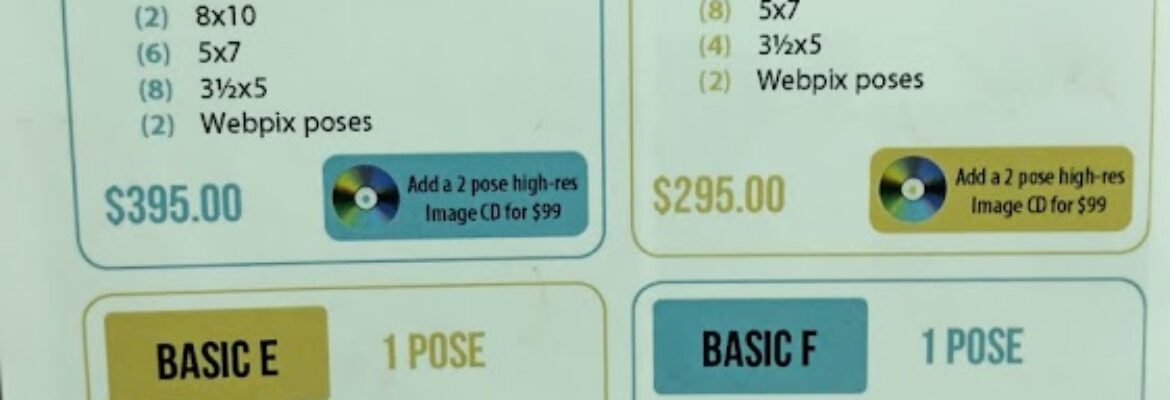 (2) 8x10
(6) 5x7
(8) 3½x5
(2) Webpix poses
$395.00
Add a 2 pose high-res
Image CD for $99
(8) 5x7
(4) 3½x5
(2) Webpix poses
$295.00
Add a 2 pose high-res
Image CD for $99
BASIC E 1 POSE
BASIC F 1 POSE